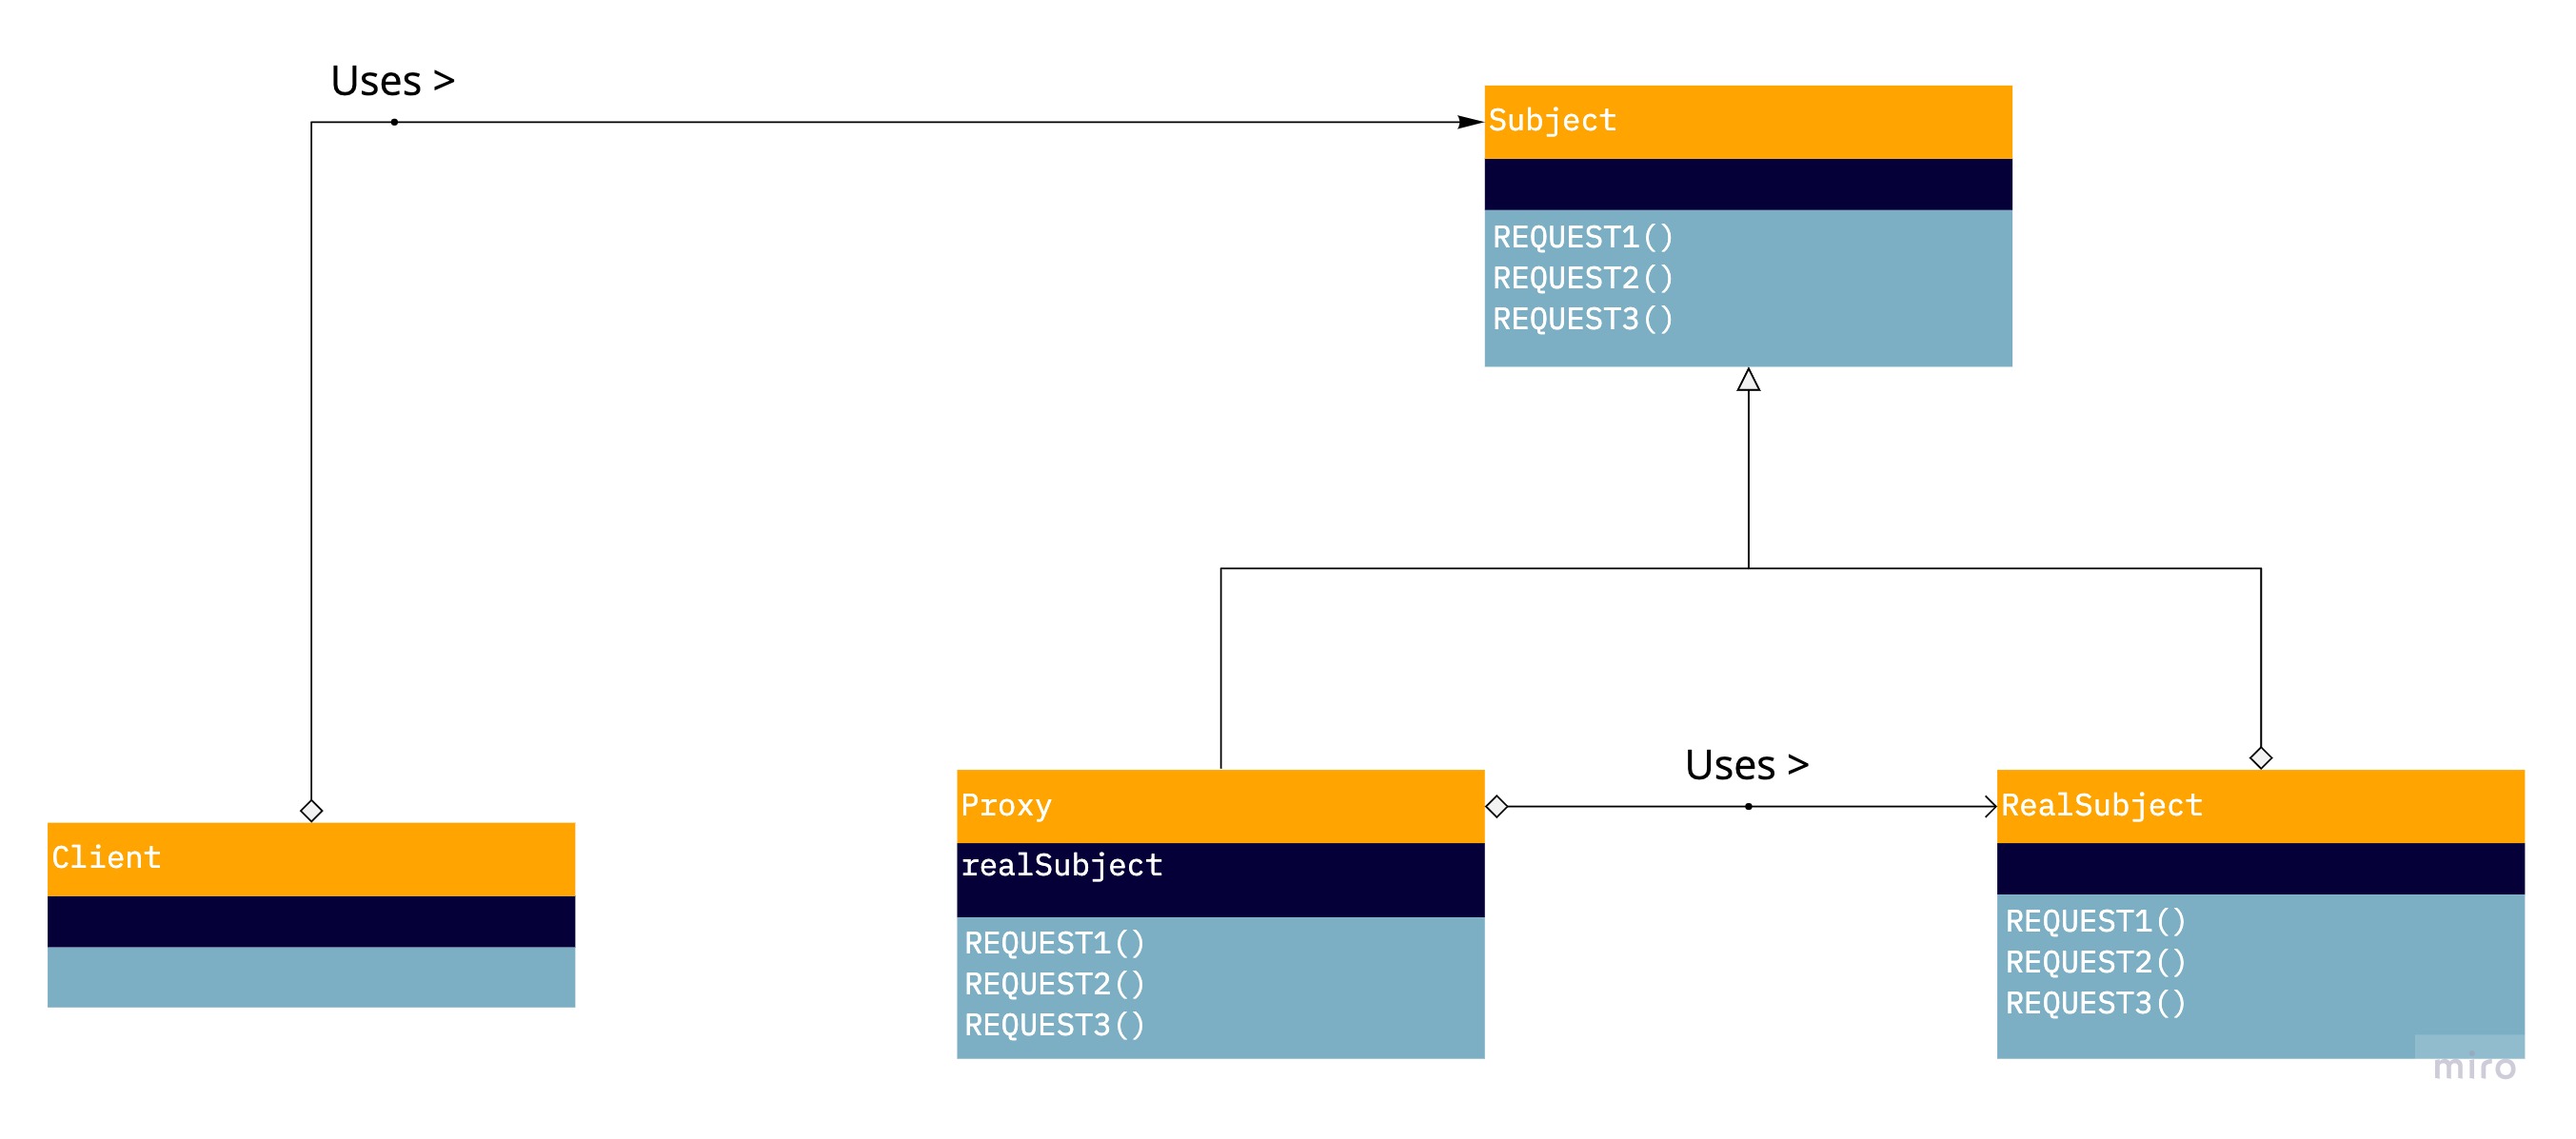 Uses >
Subject
REQUEST1()
REQUEST2()
REQUEST3()
Client
Proxy
realSubject
REQUEST1()
REQUEST2()
REQUEST3()
Uses >
RealSubject
REQUEST1()
REQUEST2()
REQUEST3()
miro